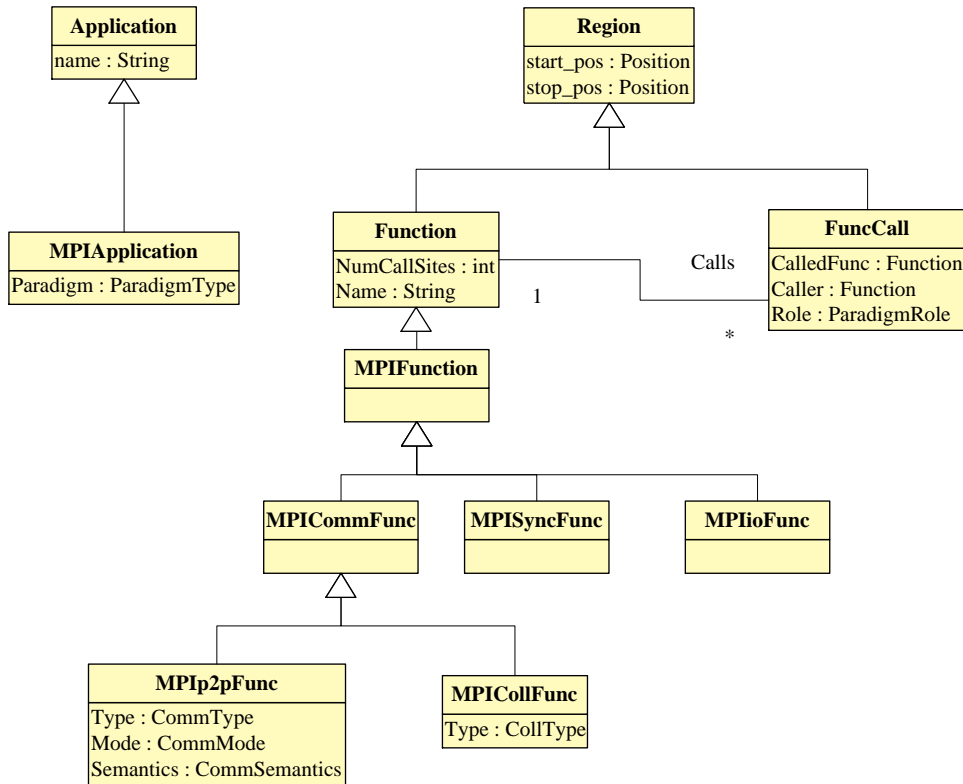 Application
name : String
Region
start_pos : Position
stop_pos : Position
MPIApplication
Paradigm : ParadigmType
Function
NumCallSites : int
Name : String
Calls
1
*
FuncCall
CalledFunc : Function
Caller : Function
Role : ParadigmRole
MPIFunction
MPICommFunc
MPISyncFunc
MPIioFunc
MPIp2pFunc
Type : CommType
Mode : CommMode
Semantics : CommSemantics
MPICollFunc
Type : CollType